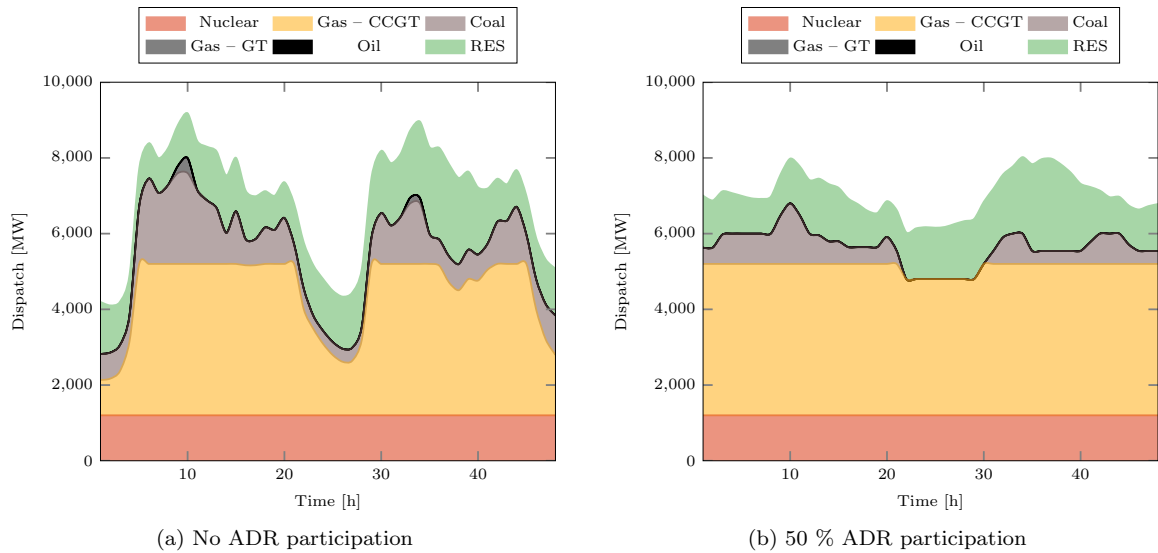 Nuclear Gas – CCGT Coal
Gas – GT Oil RES
10,000
8,000
6,000
4,000
2,000
0
Dispatch [MW]
10 20 30 40
Time [h]
(a) No ADR participation
Nuclear Gas – CCGT Coal
Gas – GT Oil RES
10,000
8,000
6,000
4,000
2,000
0
Dispatch [MW]
10 20 30 40
Time [h]
(b) 50 % ADR participation